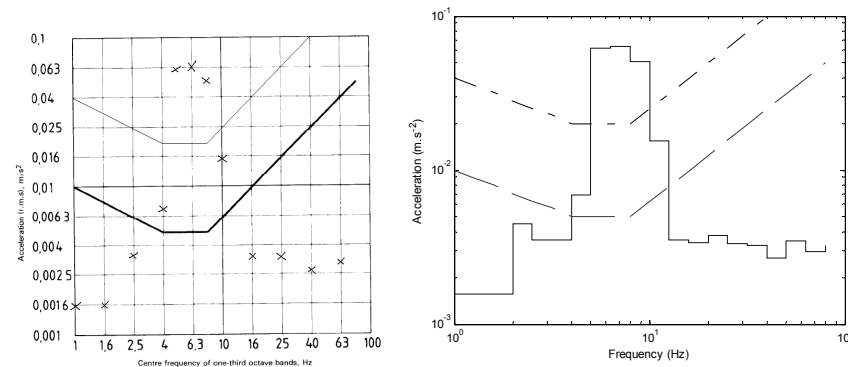 0,1
0,063
0,04
0,025
0,016
0,01
0,0063
0,004
0,0025
0,0016
0,001
Acceleration (r.m.s), m/s²
1 1,6 2,5 4 6,3 10 16 25 40 63 100
Centre frequency of one-third octave bands, Hz
10⁻¹
10⁻²
10⁻³
Acceleration (m.s⁻²)
10⁰ 10¹ 10
Frequency (Hz)